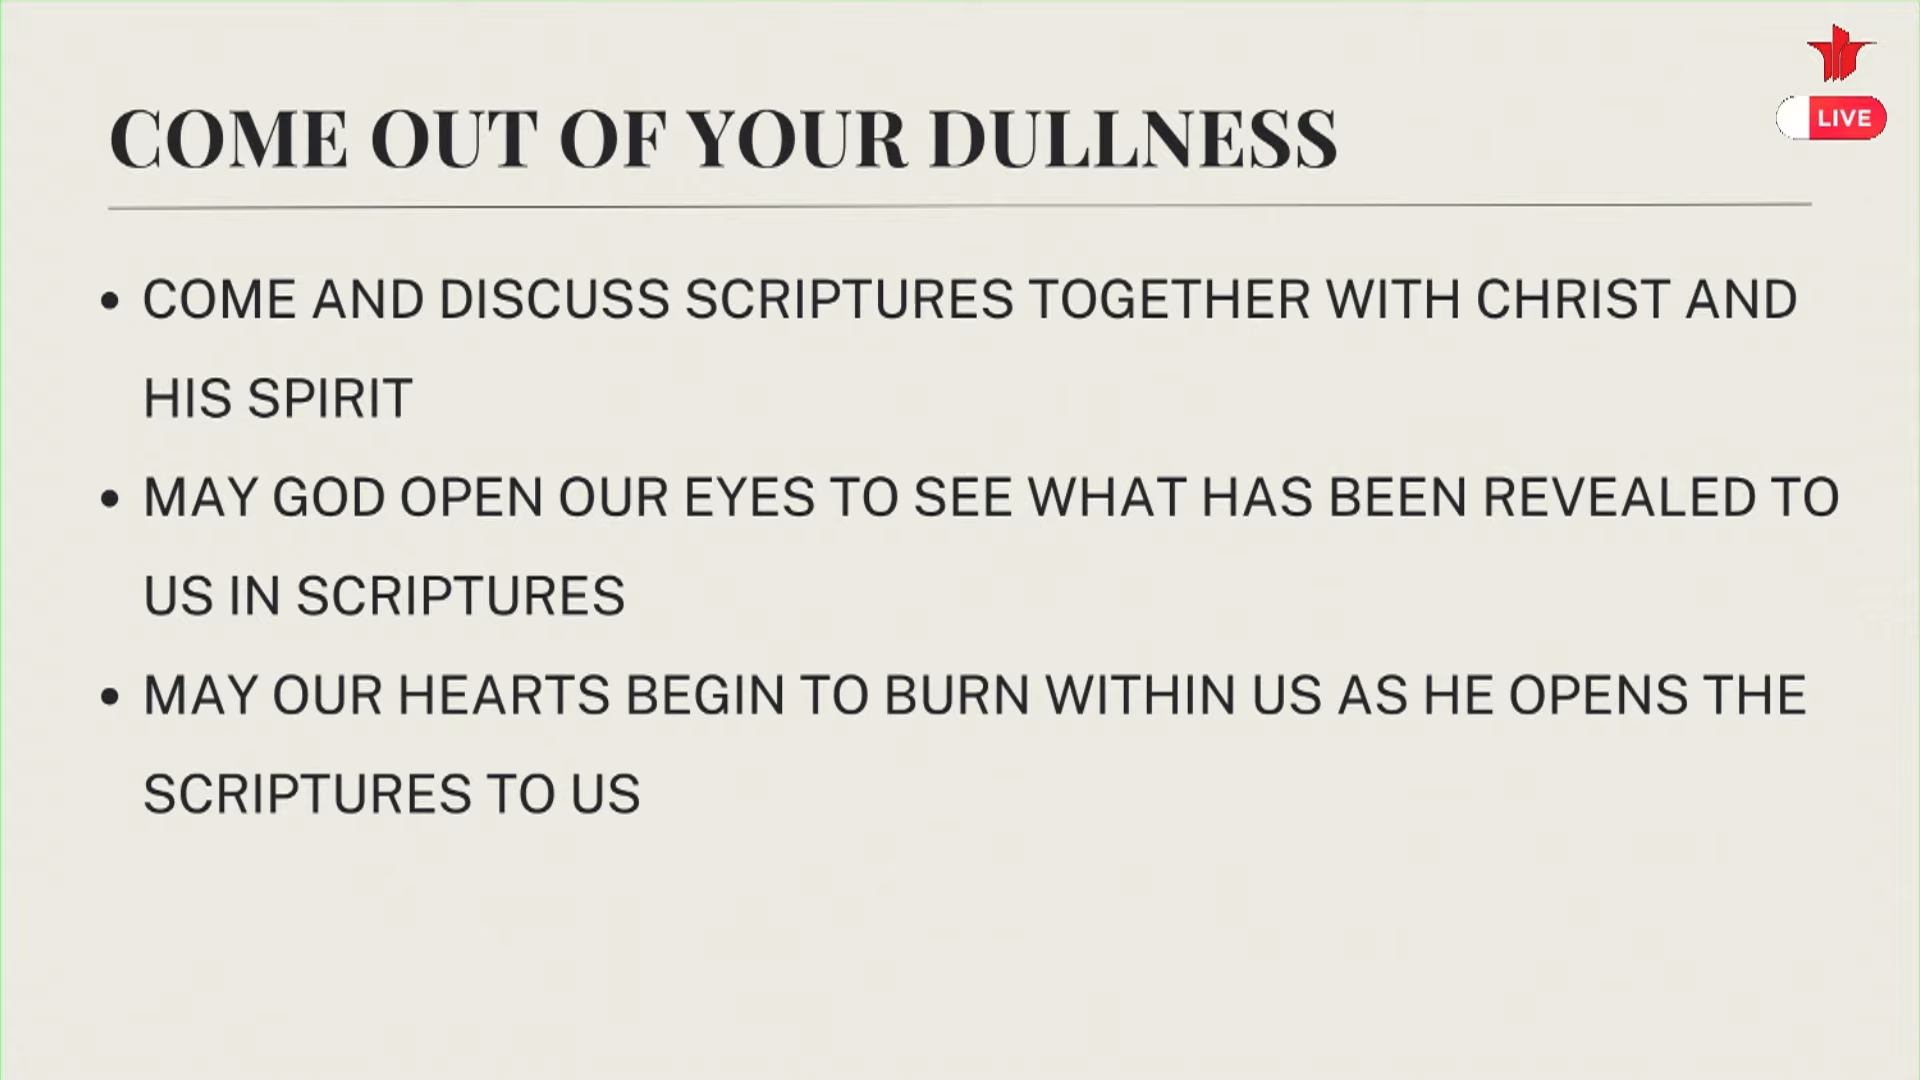 COME OUT OF YOUR DULLNESS
LIVE
• COME AND DISCUSS SCRIPTURES TOGETHER WITH CHRIST AND
HIS SPIRIT
• MAY GOD OPEN OUR EYES TO SEE WHAT HAS BEEN REVEALED TO
US IN SCRIPTURES
• MAY OUR HEARTS BEGIN TO BURN WITHIN US AS HE OPENS THE
SCRIPTURES TO US